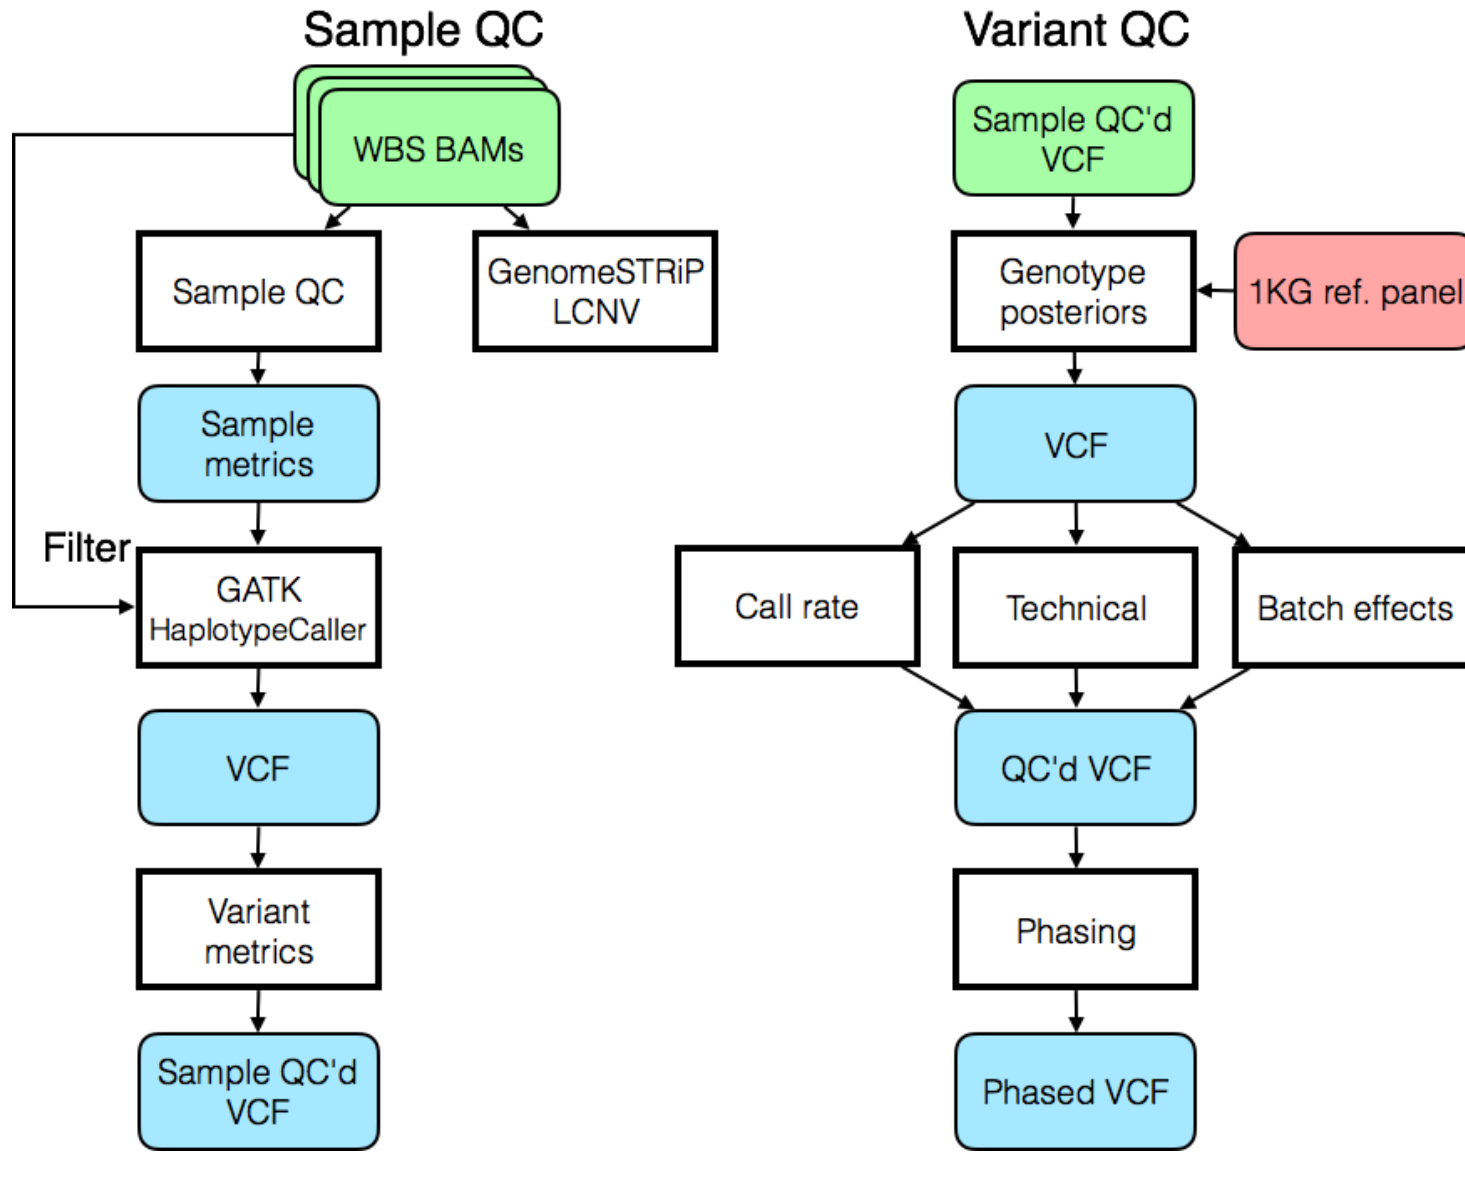 Sample QC
WBS BAMs
Sample QC
GenomeSTRiP
LCNV
Sample
metrics
Filter
GATK
HaplotypeCaller
VCF
Variant
metrics
Sample QC'd
VCF
Variant QC
Sample QC'd
VCF
Genotype
posteriors
1KG ref. panel
VCF
Call rate
Technical
Batch effects
QC'd VCF
Phasing
Phased VCF